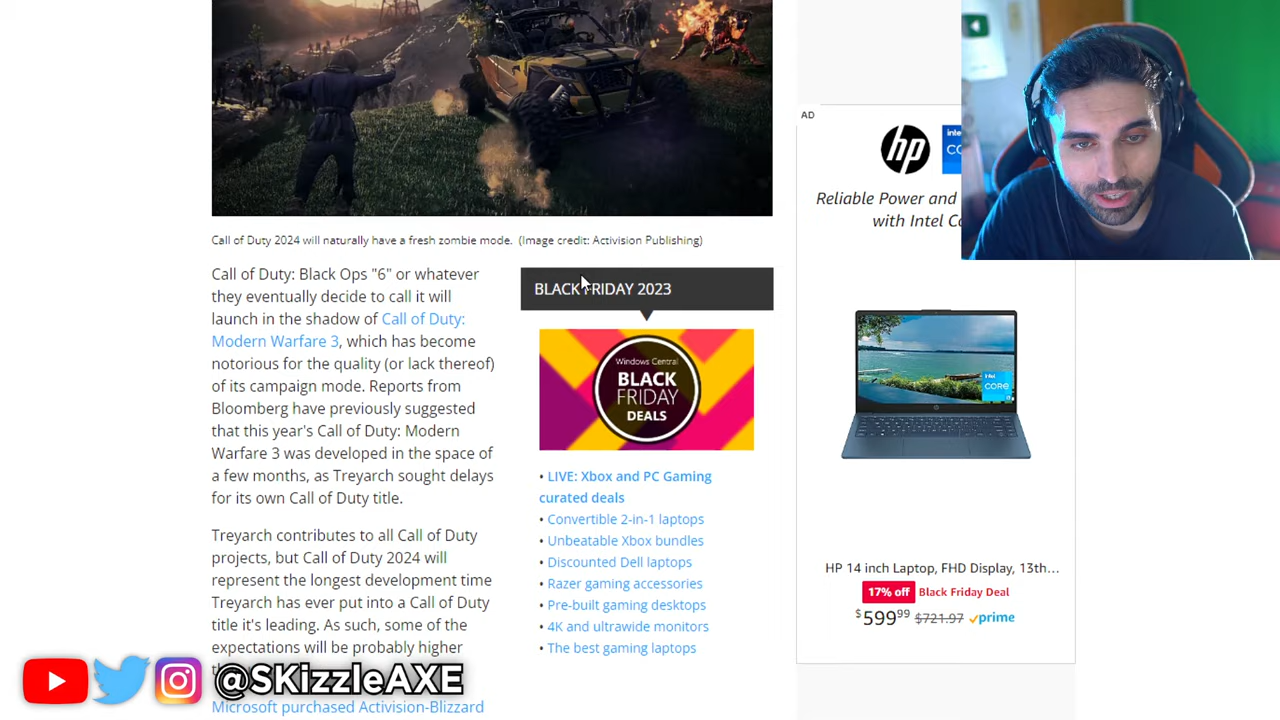 Call of Duty 2024 will naturally have a fresh zombie mode. (Image credit: Activision Publishing)
Call of Duty: Black Ops "6" or whatever
they eventually decide to call it will
launch in the shadow of Call of Duty:
Modern Warfare 3, which has become
notorious for the quality (or lack thereof)
of its campaign mode. Reports from
Bloomberg have previously suggested
that this year's Call of Duty: Modern
Warfare 3 was developed in the space of
a few months, as Treyarch sought delays
for its own Call of Duty title.
Treyarch contributes to all Call of Duty
projects, but Call of Duty 2024 will
represent the longest development time
Treyarch has ever put into a Call of Duty
title it's leading. As such, some of the
expectations will be probably higher
Microsoft purchased Activision-Blizzard
@SKizzleAXE
BLACK FRIDAY 2023
Windows Central
BLACK
FRIDAY
DEALS
• LIVE: Xbox and PC Gaming
curated deals
• Convertible 2-in-1 laptops
• Unbeatable Xbox bundles
• Discounted Dell laptops
• Razer gaming accessories
• Pre-built gaming desktops
• 4K and ultrawide monitors
• The best gaming laptops
AD
hp
intel
CO
Reliable Power and
with Intel Co
intel
CORE
HP 14 inch Laptop, FHD Display, 13th…
17% off Black Friday Deal
$599.99 $721.97 prime